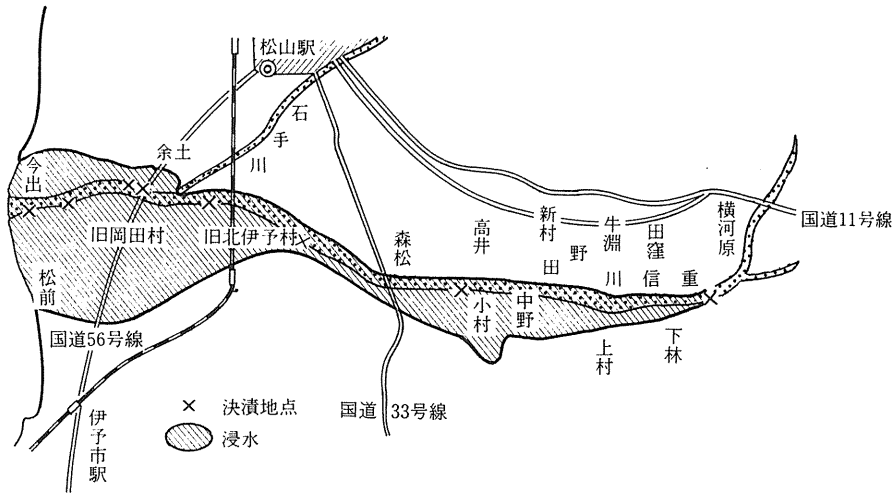 松山駅
石手川
余土
今出
旧岡田村
旧北伊予村
松前
国道56号線
伊予市駅
森松
高井
新村
野田
牛淵
田窪
横河原
国道11号線
重信川
小村
中野
上村
下林
国道33号線
× 決潰地点
浸水